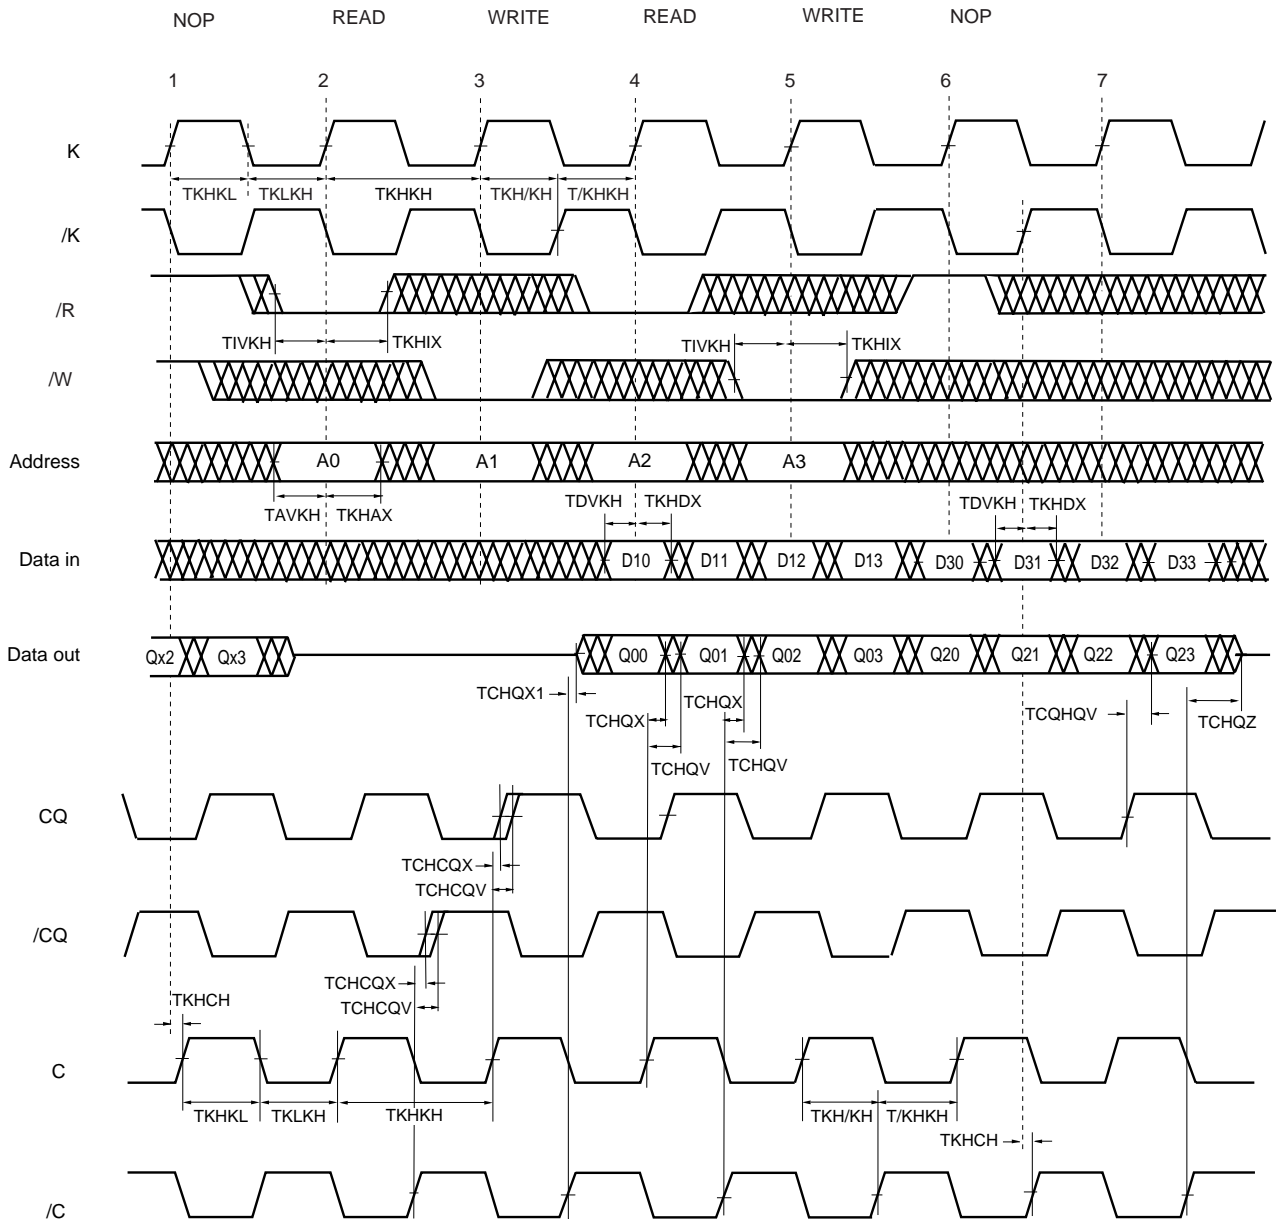 NOP READ WRITE READ WRITE NOP
1 2 3 4 5 6 7
K
TKHKL TKLKH TKHKH TKH/KH T/KHKH
/K
/R
TIVKH TKHIX TIVKH TKHIX
/W
Address A0 A1 A2 A3
TAVKH TKHAX TDVKH TKHDX TDVKH TKHDX
Data in D10 D11 D12 D13 D30 D31 D32 D33
Data out Qx2 Qx3 Q00 Q01 Q02 Q03 Q20 Q21 Q22 Q23
TCHQX1 TCHQX TCHQX TCQHQV TCHQZ
TCHQV TCHQV
CQ
TCHCQX
TCHCQV
/CQ
TCHCQX
TCHCQV
TKHCH
C
TKHKL TKLKH TKHKH TKH/KH T/KHKH
TKHCH
/C